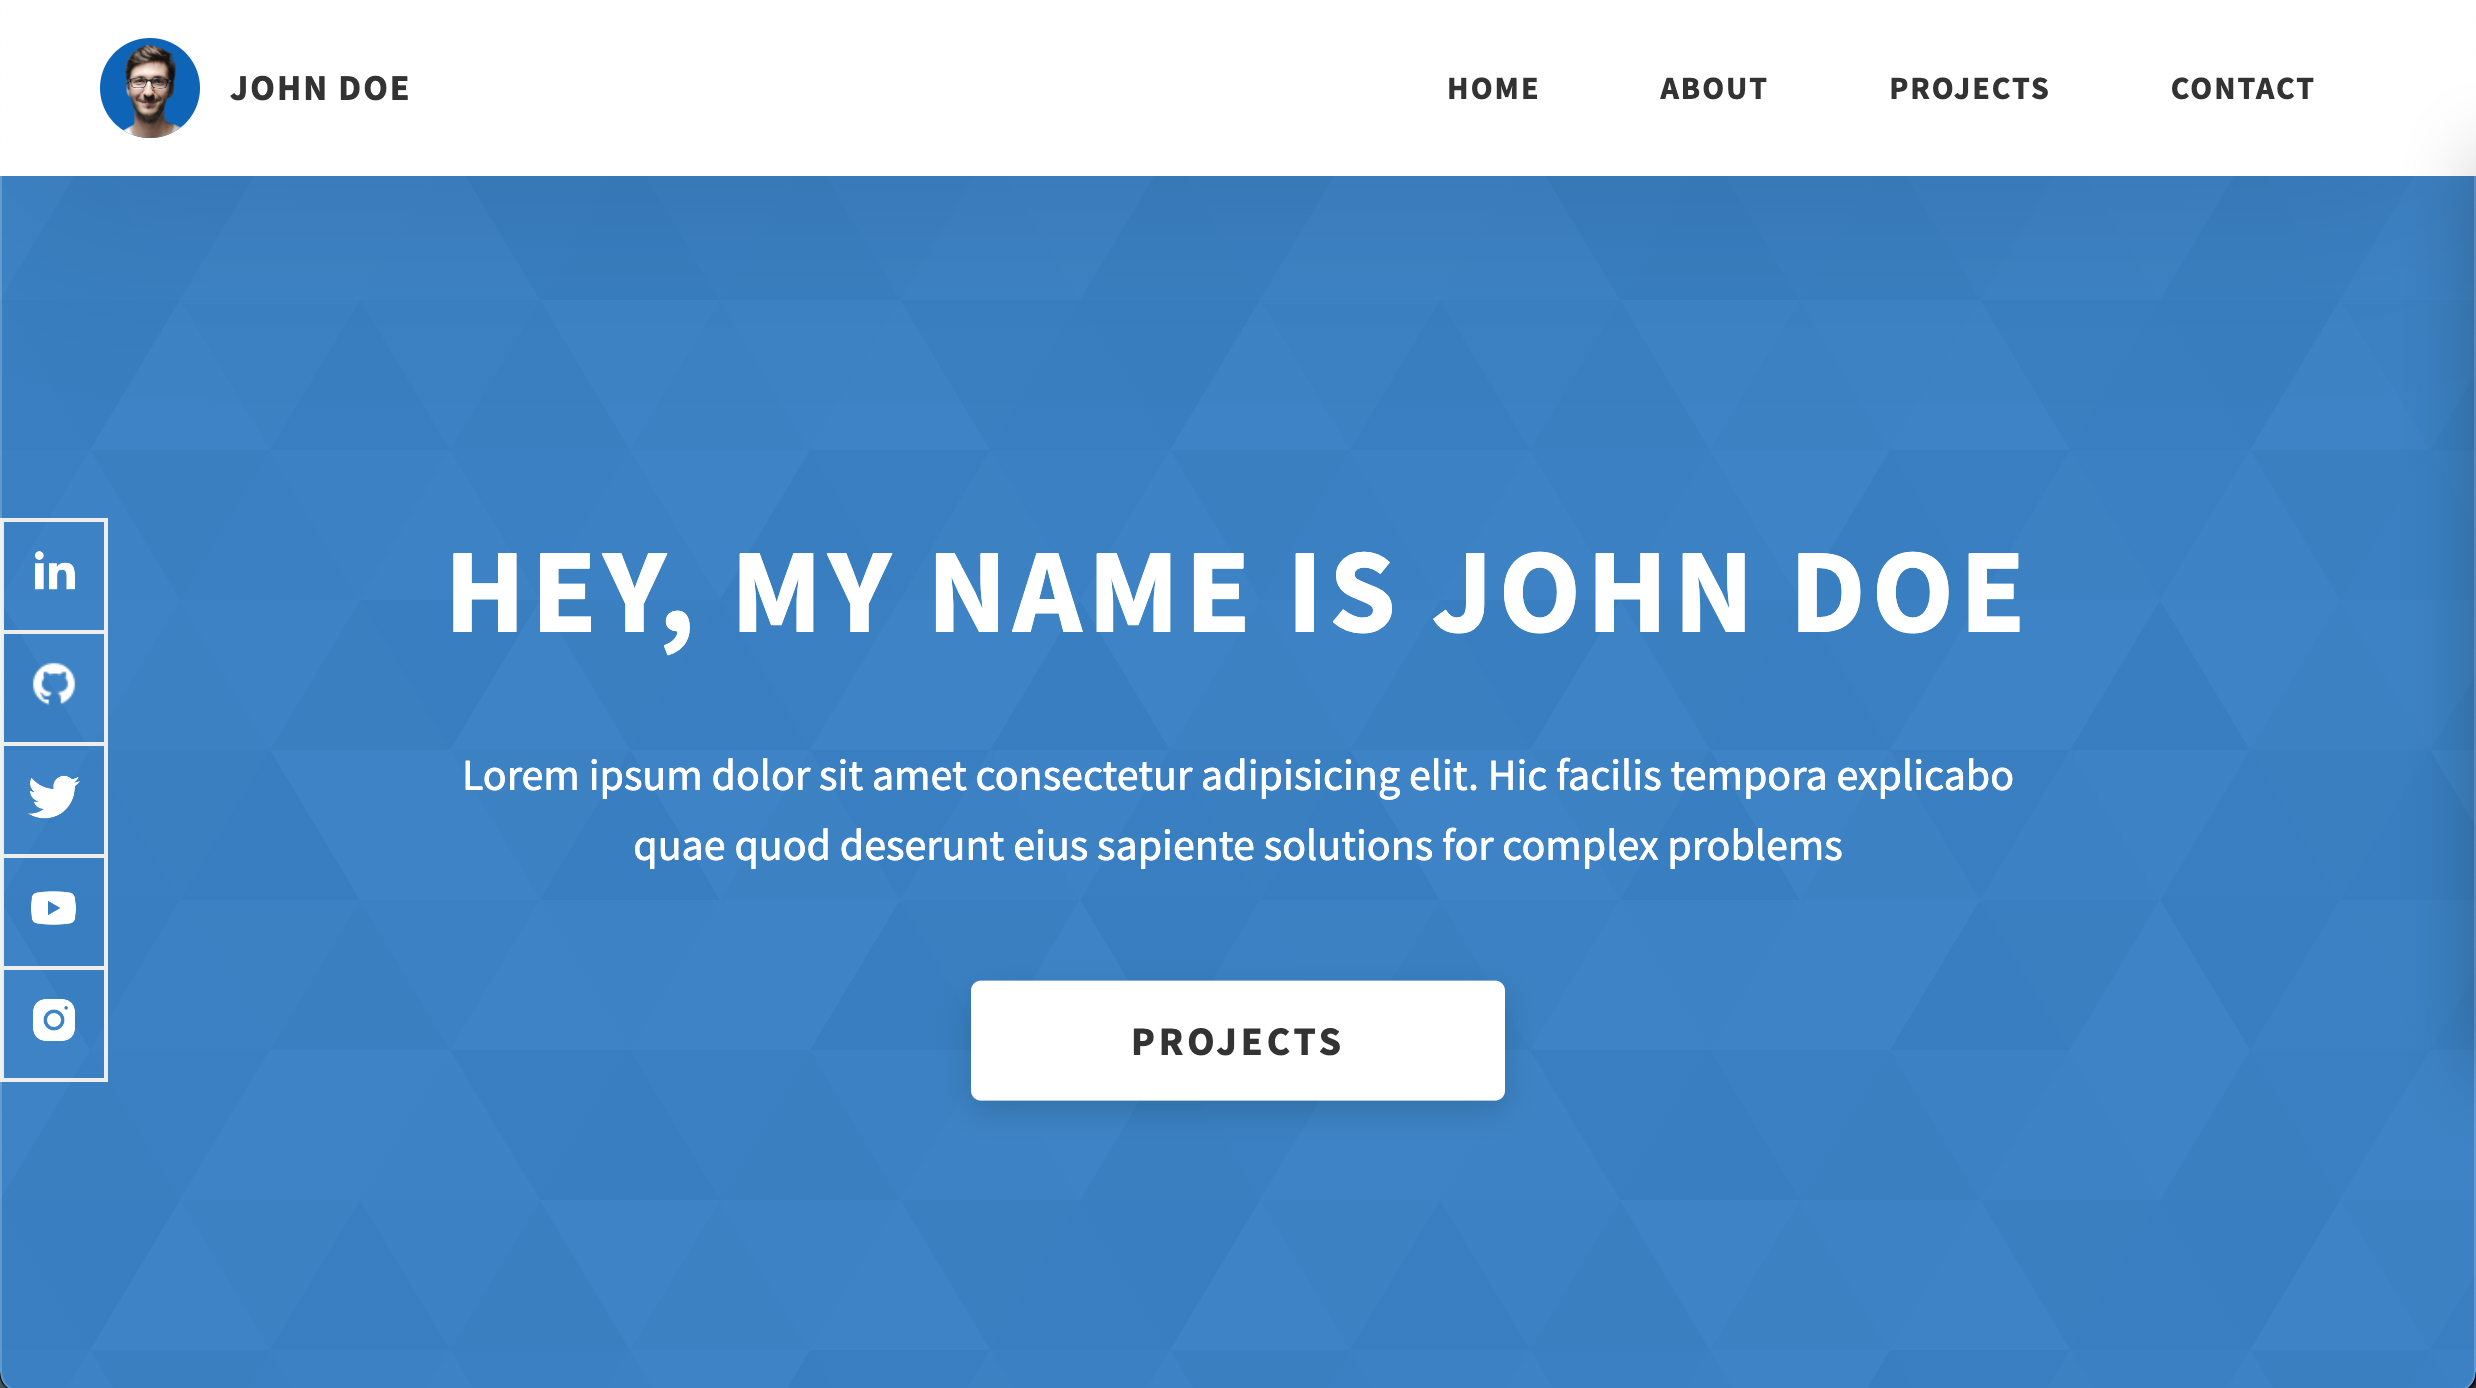 JOHN DOE
HOME
ABOUT
PROJECTS
CONTACT
HEY, MY NAME IS JOHN DOE
Lorem ipsum dolor sit amet consectetur adipisicing elit. Hic facilis tempora explicabo
quae quod deserunt eius sapiente solutions for complex problems
PROJECTS
in